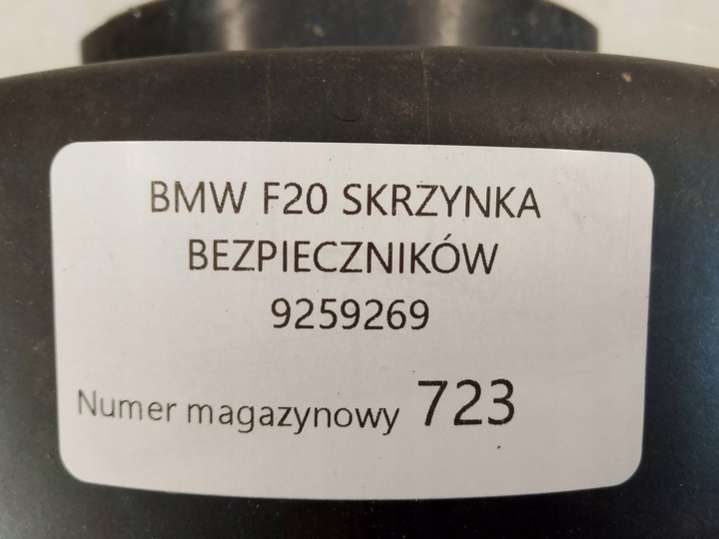 BMW F20 SKRZYNKA
BEZPIECZNIKÓW
9259269
Numer magazynowy 723